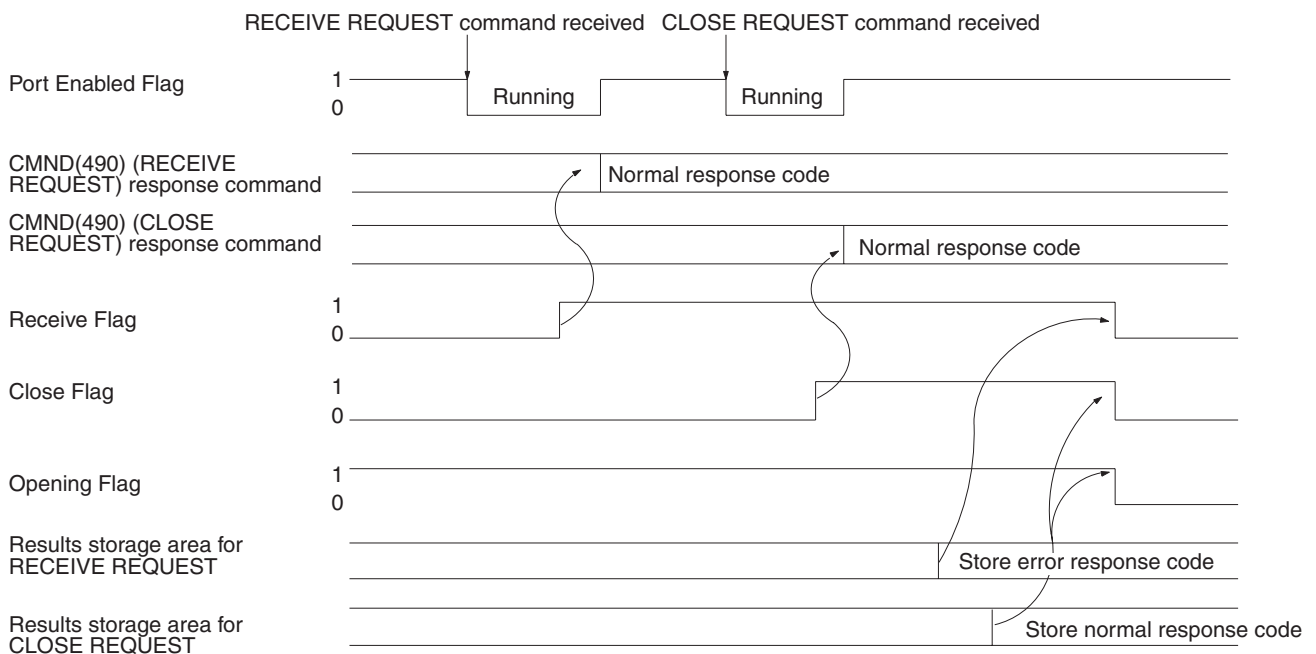 RECEIVE REQUEST command received CLOSE REQUEST command received
Port Enabled Flag
1
0
Running
Running
CMND(490) (RECEIVE
REQUEST) response command
Normal response code
CMND(490) (CLOSE
REQUEST) response command
Normal response code
Receive Flag
1
0
Close Flag
1
0
Opening Flag
1
0
Results storage area for
RECEIVE REQUEST
Store error response code
Results storage area for
CLOSE REQUEST
Store normal response code